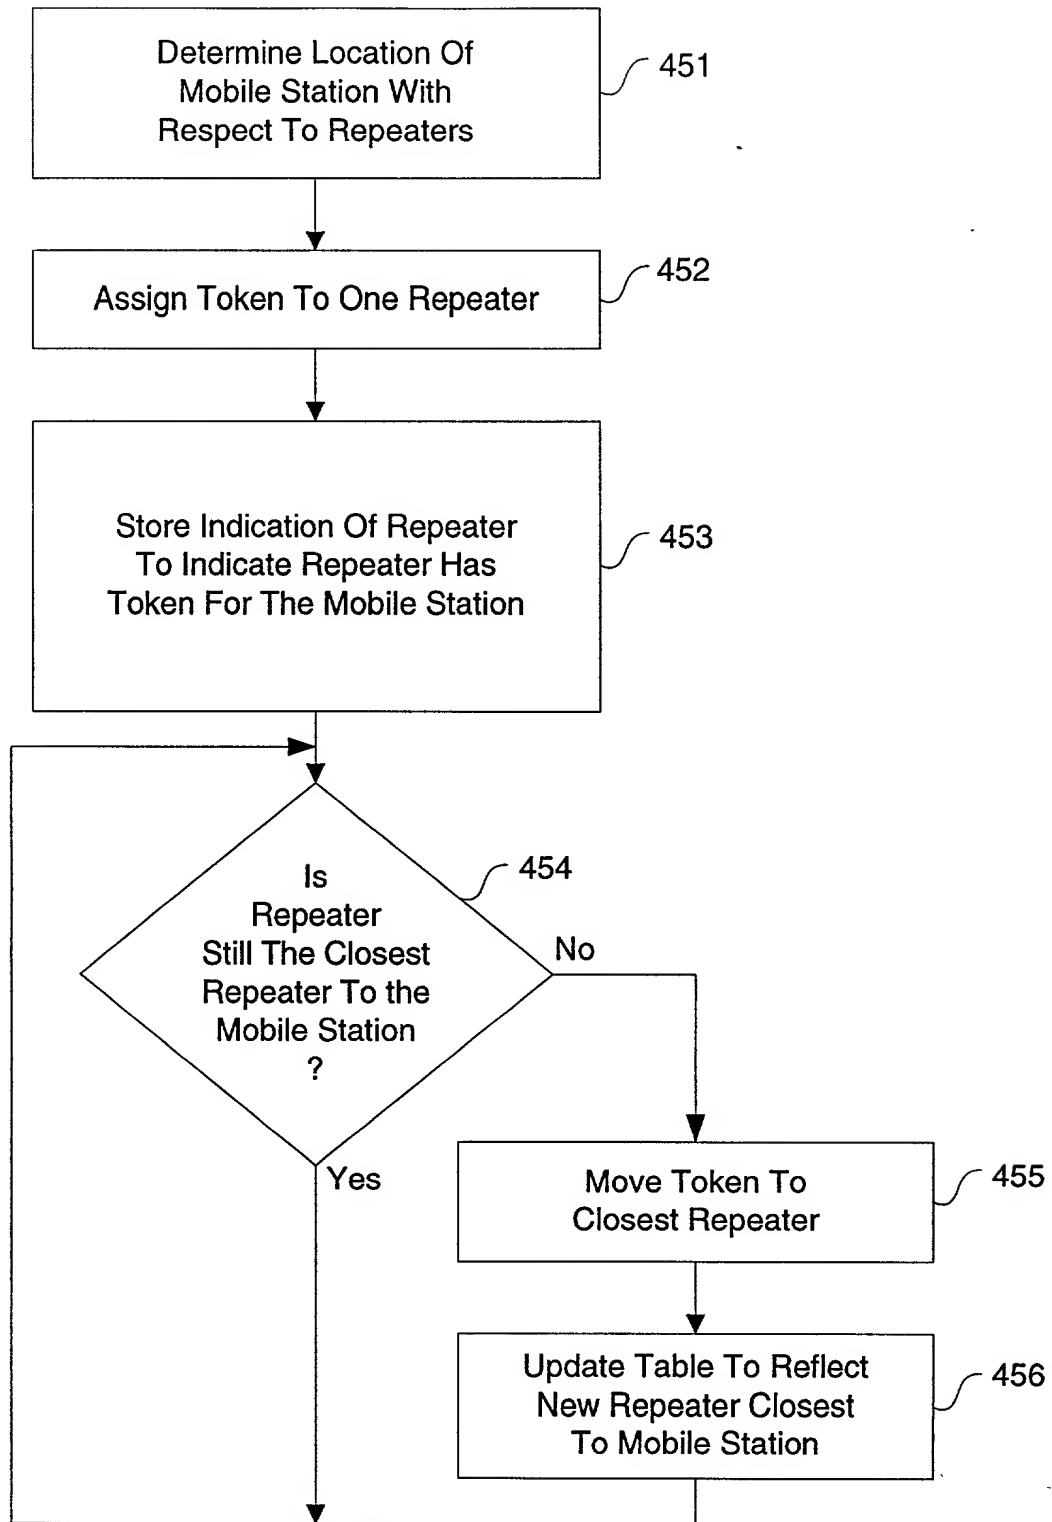 Determine Location Of
Mobile Station With
Respect To Repeaters
451
Assign Token To One Repeater
452
Store Indication Of Repeater
To Indicate Repeater Has
Token For The Mobile Station
453
Is
Repeater
Still The Closest
Repeater To the
Mobile Station
?
454
No
Yes
Move Token To
Closest Repeater
455
Update Table To Reflect
New Repeater Closest
To Mobile Station
456